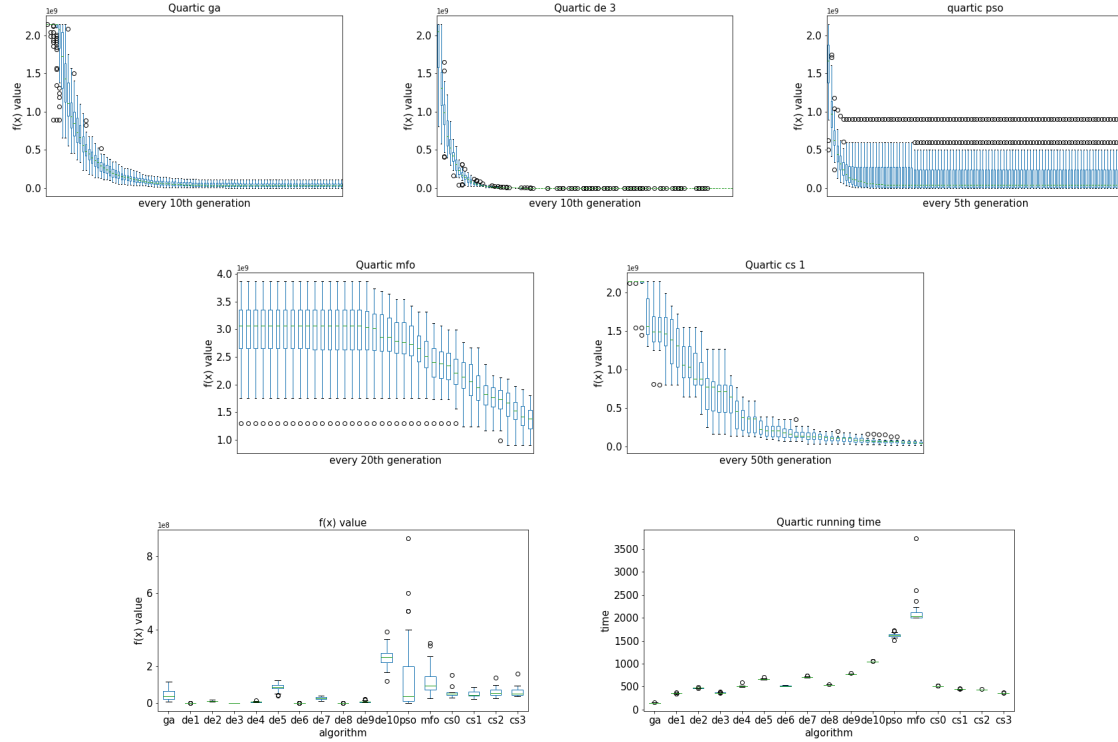 Quartic ga
1e9
2.0
1.5
1.0
0.5
0.0
f(x) value
every 10th generation
Quartic de 3
1e9
2.0
1.5
1.0
0.5
0.0
f(x) value
every 10th generation
quartic pso
1e9
2.0
1.5
1.0
0.5
0.0
f(x) value
every 5th generation
Quartic mfo
1e9
4.0
3.5
3.0
2.5
2.0
1.5
1.0
f(x) value
every 20th generation
Quartic cs 1
1e9
2.0
1.5
1.0
0.5
0.0
f(x) value
every 50th generation
f(x) value
1e8
8
6
4
2
0
f(x) value
ga de1 de2 de3 de4 de5 de6 de7 de8 de9 de10 pso mfo cs0 cs1 cs2 cs3
algorithm
Quartic running time
3500
3000
2500
2000
1500
1000
500
0
time
ga de1 de2 de3 de4 de5 de6 de7 de8 de9 de10 pso mfo cs0 cs1 cs2 cs3
algorithm